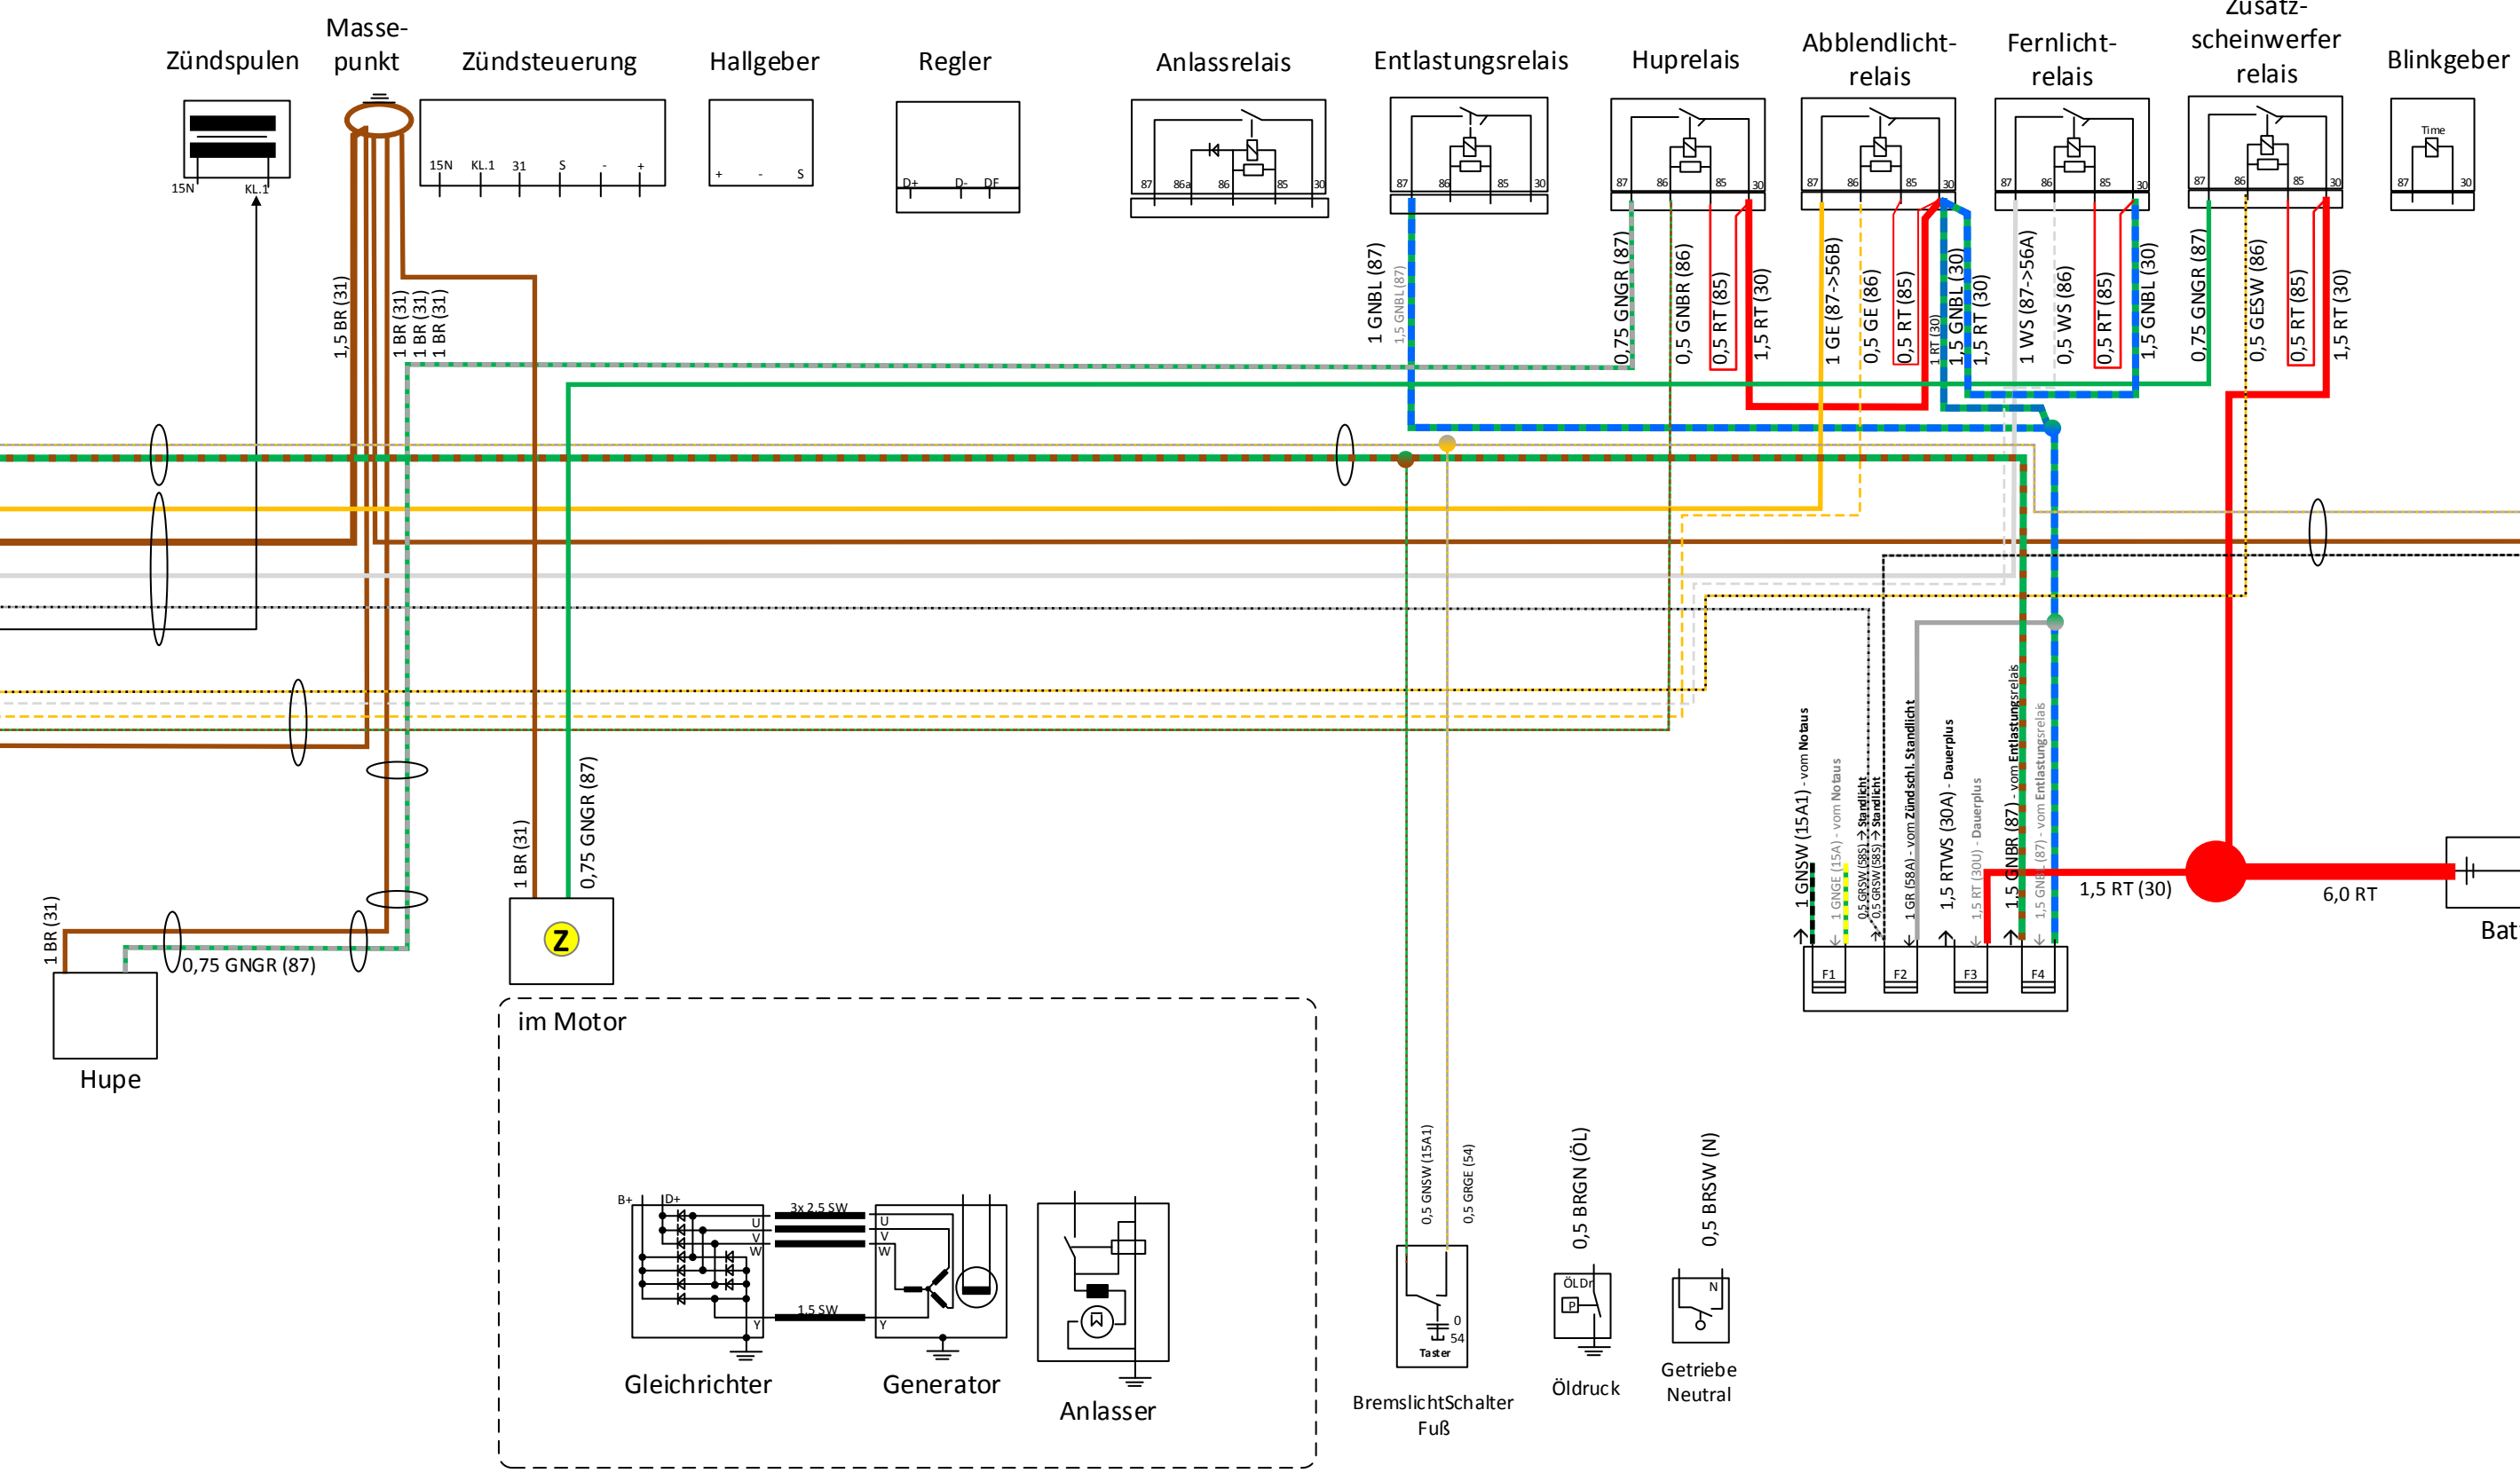 Zündspulen
Masse-
punkt
Zündsteuerung
Hallgeber
Regler
Anlassrelais
Entlastungsrelais
Huprelais
Abblendlicht-
relais
Fernlicht-
relais
Zusatz-
scheinwerfer
relais
Blinkgeber
15N
KL.1
15N KL.1 31 S - +
+ - S
D+ D- DF
87 86a 86 85 30
87 86 85 30
87 86 85 30
87 86 85 30
87 86 85 30
87 86 85 30
Time
87 30
1,5 BR (31)
1 BR (31)
1 BR (31)
1 BR (31)
1 GNBL (87)
1,5 GNBL (87)
0,75 GNGR (87)
0,5 GNBR (86)
0,5 RT (85)
1,5 RT (30)
1 GE (87->56B)
0,5 GE (86)
0,5 RT (85)
1 RT (30)
1,5 GNBL (30)
1,5 RT (30)
1 WS (87->56A)
0,5 WS (86)
0,5 RT (85)
1,5 GNBL (30)
0,75 GNGR (87)
0,5 GESW (86)
0,5 RT (85)
1,5 RT (30)
1 BR (31)
0,75 GNGR (87)
Hupe
1 BR (31)
0,75 GNGR (87)
Z
1 GNSW (15A1) - vom Notaus
1 GNGE (15A) - vom Notaus
0,5 GRSW (58S) → Standlicht
0,5 GRSW (58S) → Standlicht
1 GR (58A) - vom Zündschl. Standlicht
1,5 RTWS (30A) - Dauerplus
1,5 RT (30U) - Dauerplus
1,5 GNBR (87) - vom Entlastungsrelais
1,5 GNBL (87) - vom Entlastungsrelais
F1
F2
F3
F4
1,5 RT (30)
6,0 RT
Bat
im Motor
B+
D+
U
V
W
Y
3x 2,5 SW
1,5 SW
U
V
W
Y
Gleichrichter
Generator
Anlasser
0,5 GNSW (15A1)
0,5 GRGE (54)
0
54
Taster
BremslichtSchalter
Fuß
0,5 BRGN (ÖL)
ÖLDr
P
Öldruck
0,5 BRSW (N)
N
Getriebe
Neutral